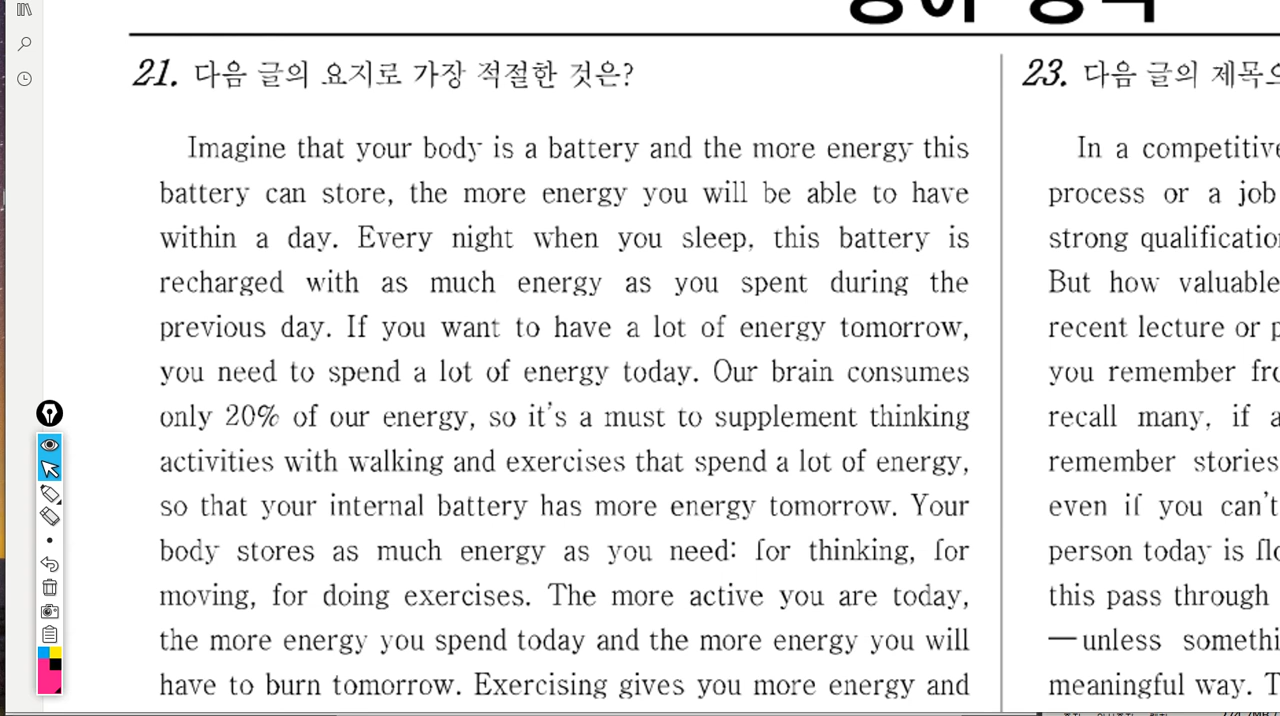 21. 다음 글의 요지로 가장 적절한 것은?
Imagine that your body is a battery and the more energy this
battery can store, the more energy you will be able to have
within a day. Every night when you sleep, this battery is
recharged with as much energy as you spent during the
previous day. If you want to have a lot of energy tomorrow,
you need to spend a lot of energy today. Our brain consumes
only 20% of our energy, so it's a must to supplement thinking
activities with walking and exercises that spend a lot of energy,
so that your internal battery has more energy tomorrow. Your
body stores as much energy as you need: for thinking, for
moving, for doing exercises. The more active you are today,
the more energy you spend today and the more energy you will
have to burn tomorrow. Exercising gives you more energy and
23. 다음 글의 제목
In a competitive
process or a job
strong qualification
But how valuable
recent lecture or
you remember
recall many, if
remember stories
even if you can't
person today is
this pass through
—unless
meaningful way.